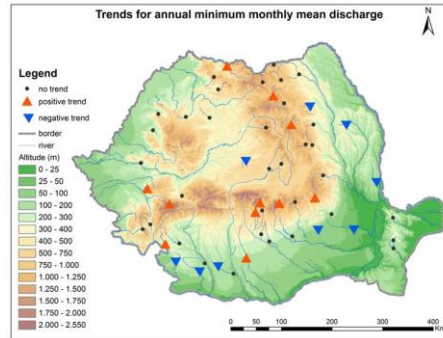 Trends for annual minimum monthly mean discharge
N
Legend
no trend
positive trend
negative trend
border
river
Altitude (m)
0 - 25
25 - 50
50 - 100
100 - 200
200 - 300
300 - 400
400 - 500
500 - 750
750 - 1.000
1.000 - 1.250
1.250 - 1.500
1.500 - 1.750
1.750 - 2.000
2.000 - 2.550
0 50 100 200 300 400
Km